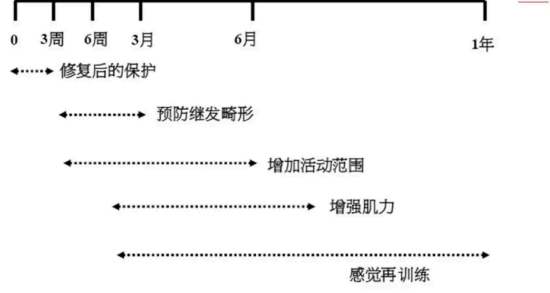 0 3周 6周 3月 6月 1年
修复后的保护
预防继发畸形
增加活动范围
增强肌力
感觉再训练